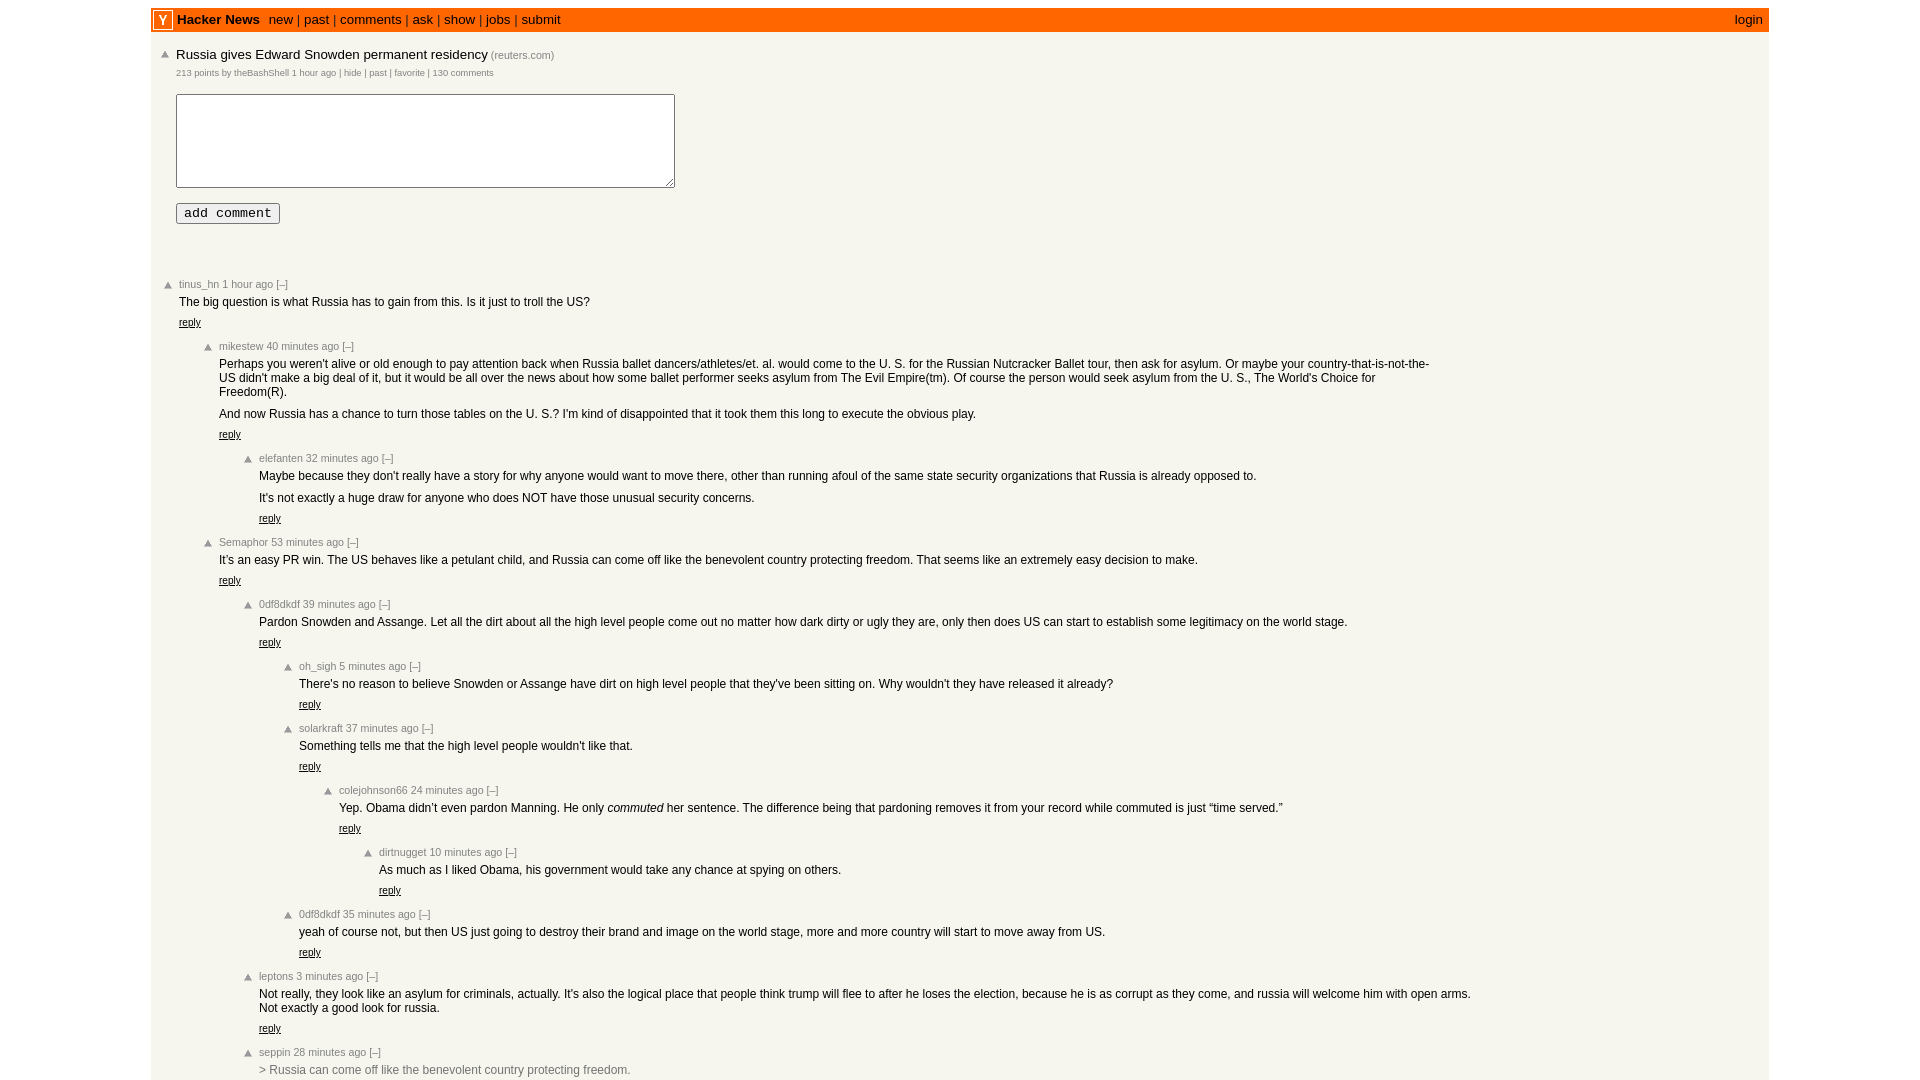 Y Hacker News new | past | comments | ask | show | jobs | submit login
Russia gives Edward Snowden permanent residency (reuters.com)
213 points by theBashShell 1 hour ago | hide | past | favorite | 130 comments
add comment
tinus_hn 1 hour ago [–]
The big question is what Russia has to gain from this. Is it just to troll the US?
reply
mikestew 40 minutes ago [–]
Perhaps you weren't alive or old enough to pay attention back when Russia ballet dancers/athletes/et. al. would come to the U. S. for the Russian Nutcracker Ballet tour, then ask for asylum. Or maybe your country-that-is-not-the-
US didn't make a big deal of it, but it would be all over the news about how some ballet performer seeks asylum from The Evil Empire(tm). Of course the person would seek asylum from the U. S., The World's Choice for
Freedom(R).
And now Russia has a chance to turn those tables on the U. S.? I'm kind of disappointed that it took them this long to execute the obvious play.
reply
elefanten 32 minutes ago [–]
Maybe because they don't really have a story for why anyone would want to move there, other than running afoul of the same state security organizations that Russia is already opposed to.
It's not exactly a huge draw for anyone who does NOT have those unusual security concerns.
reply
Semaphor 53 minutes ago [–]
It’s an easy PR win. The US behaves like a petulant child, and Russia can come off like the benevolent country protecting freedom. That seems like an extremely easy decision to make.
reply
0df8dkdf 39 minutes ago [–]
Pardon Snowden and Assange. Let all the dirt about all the high level people come out no matter how dark dirty or ugly they are, only then does US can start to establish some legitimacy on the world stage.
reply
oh_sigh 5 minutes ago [–]
There's no reason to believe Snowden or Assange have dirt on high level people that they've been sitting on. Why wouldn't they have released it already?
reply
solarkraft 37 minutes ago [–]
Something tells me that the high level people wouldn't like that.
reply
colejohnson66 24 minutes ago [–]
Yep. Obama didn’t even pardon Manning. He only commuted her sentence. The difference being that pardoning removes it from your record while commuted is just “time served.”
reply
dirtnugget 10 minutes ago [–]
As much as I liked Obama, his government would take any chance at spying on others.
reply
0df8dkdf 35 minutes ago [–]
yeah of course not, but then US just going to destroy their brand and image on the world stage, more and more country will start to move away from US.
reply
leptons 3 minutes ago [–]
Not really, they look like an asylum for criminals, actually. It's also the logical place that people think trump will flee to after he loses the election, because he is as corrupt as they come, and russia will welcome him with open arms.
Not exactly a good look for russia.
reply
seppin 28 minutes ago [–]
> Russia can come off like the benevolent country protecting freedom.